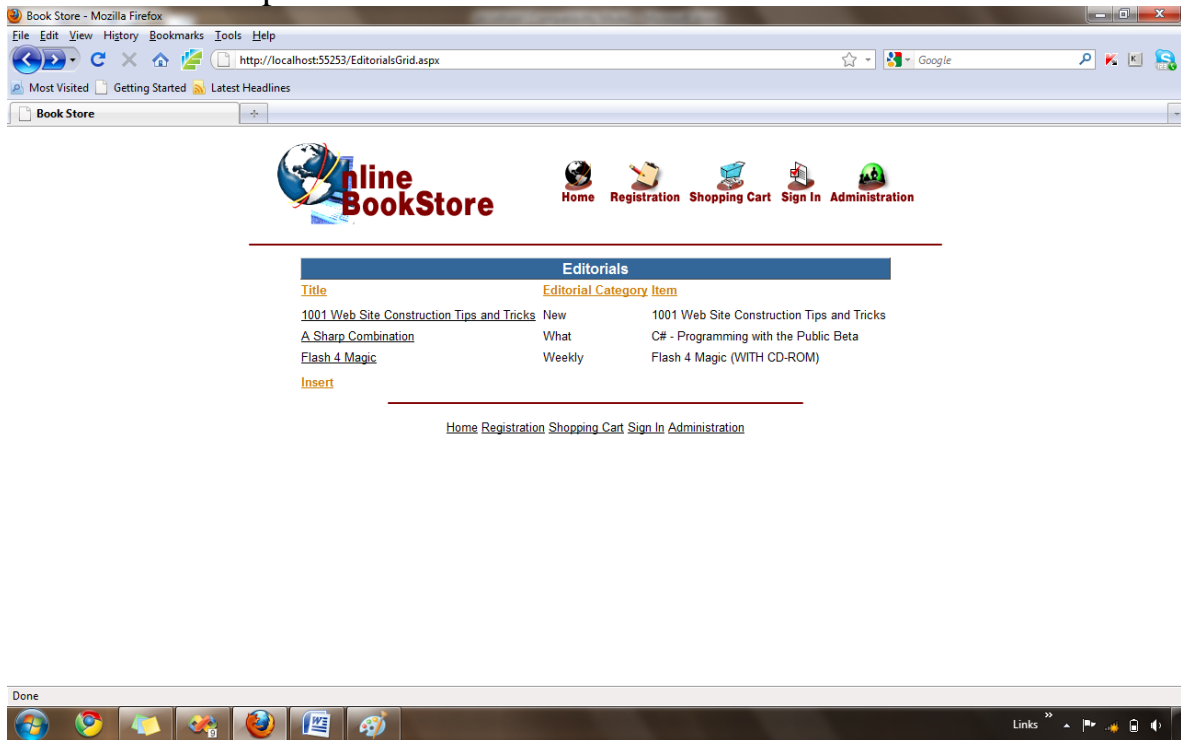 Book Store - Mozilla Firefox
File Edit View History Bookmarks Tools Help
http://localhost:55253/EditorialsGrid.aspx Google
Most Visited Getting Started Latest Headlines
Book Store
nline
BookStore
Home Registration Shopping Cart Sign In Administration
Editorials
Title Editorial Category Item
1001 Web Site Construction Tips and Tricks New 1001 Web Site Construction Tips and Tricks
A Sharp Combination What C# - Programming with the Public Beta
Flash 4 Magic Weekly Flash 4 Magic (WITH CD-ROM)
Insert
Home Registration Shopping Cart Sign In Administration
Done
Links